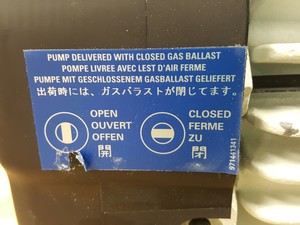 PUMP DELIVERED WITH CLOSED GAS BALLAST
POMPE LIVREE AVEC LEST D'AIR FERME
PUMPE MIT GESCHLOSSENEM GASBALLAST GELIEFERT
出荷時には、ガスバラストが閉じてます。
OPEN
OUVERT
OFFEN
開
CLOSED
FERME
ZU
閉
971441341